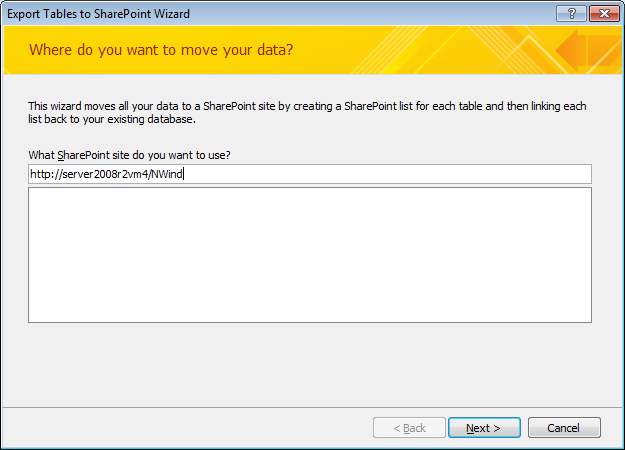 Export Tables to SharePoint Wizard
?
Where do you want to move your data?
This wizard moves all your data to a SharePoint site by creating a SharePoint list for each table and then linking each
list back to your existing database.
What SharePoint site do you want to use?
http://server2008r2vm4/NWind
< Back
Next >
Cancel